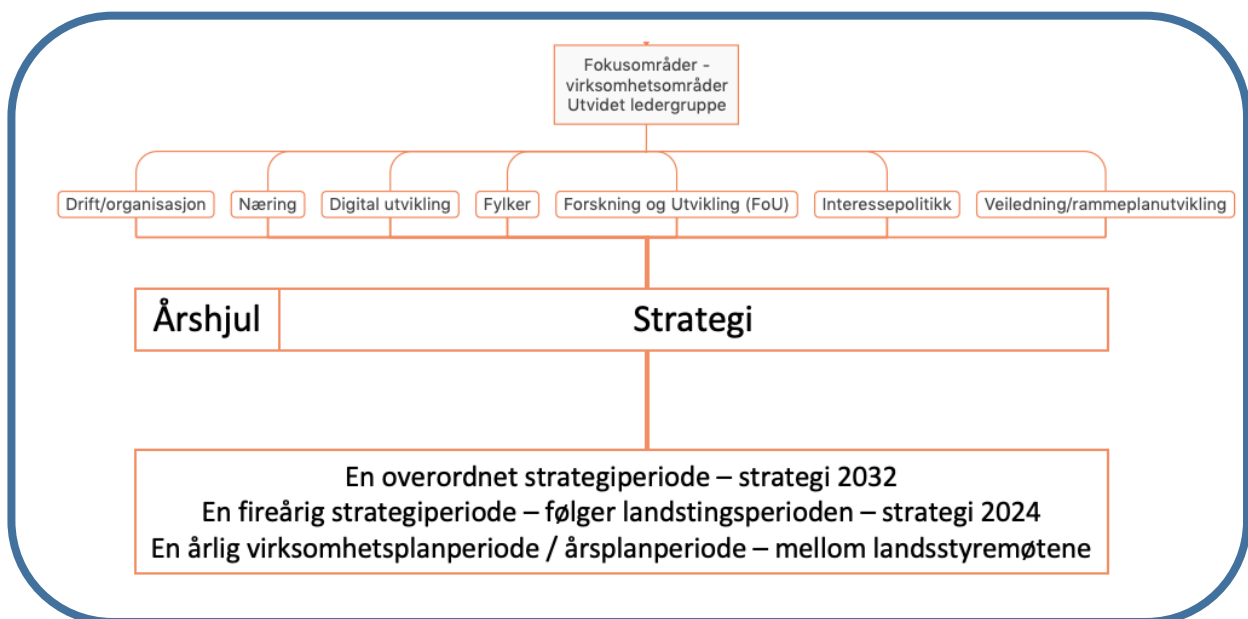 Fokusområder -
virksomhetsområder
Utvidet ledergruppe
Drift/organisasjon
Næring
Digital utvikling
Fylker
Forskning og Utvikling (FoU)
Interessepolitikk
Veiledning/rammeplanutvikling
Årshjul
Strategi
En overordnet strategiperiode – strategi 2032
En fireårig strategiperiode – følger landstingsperioden – strategi 2024
En årlig virksomhetsplanperiode / årsplanperiode – mellom landsstyremøtene